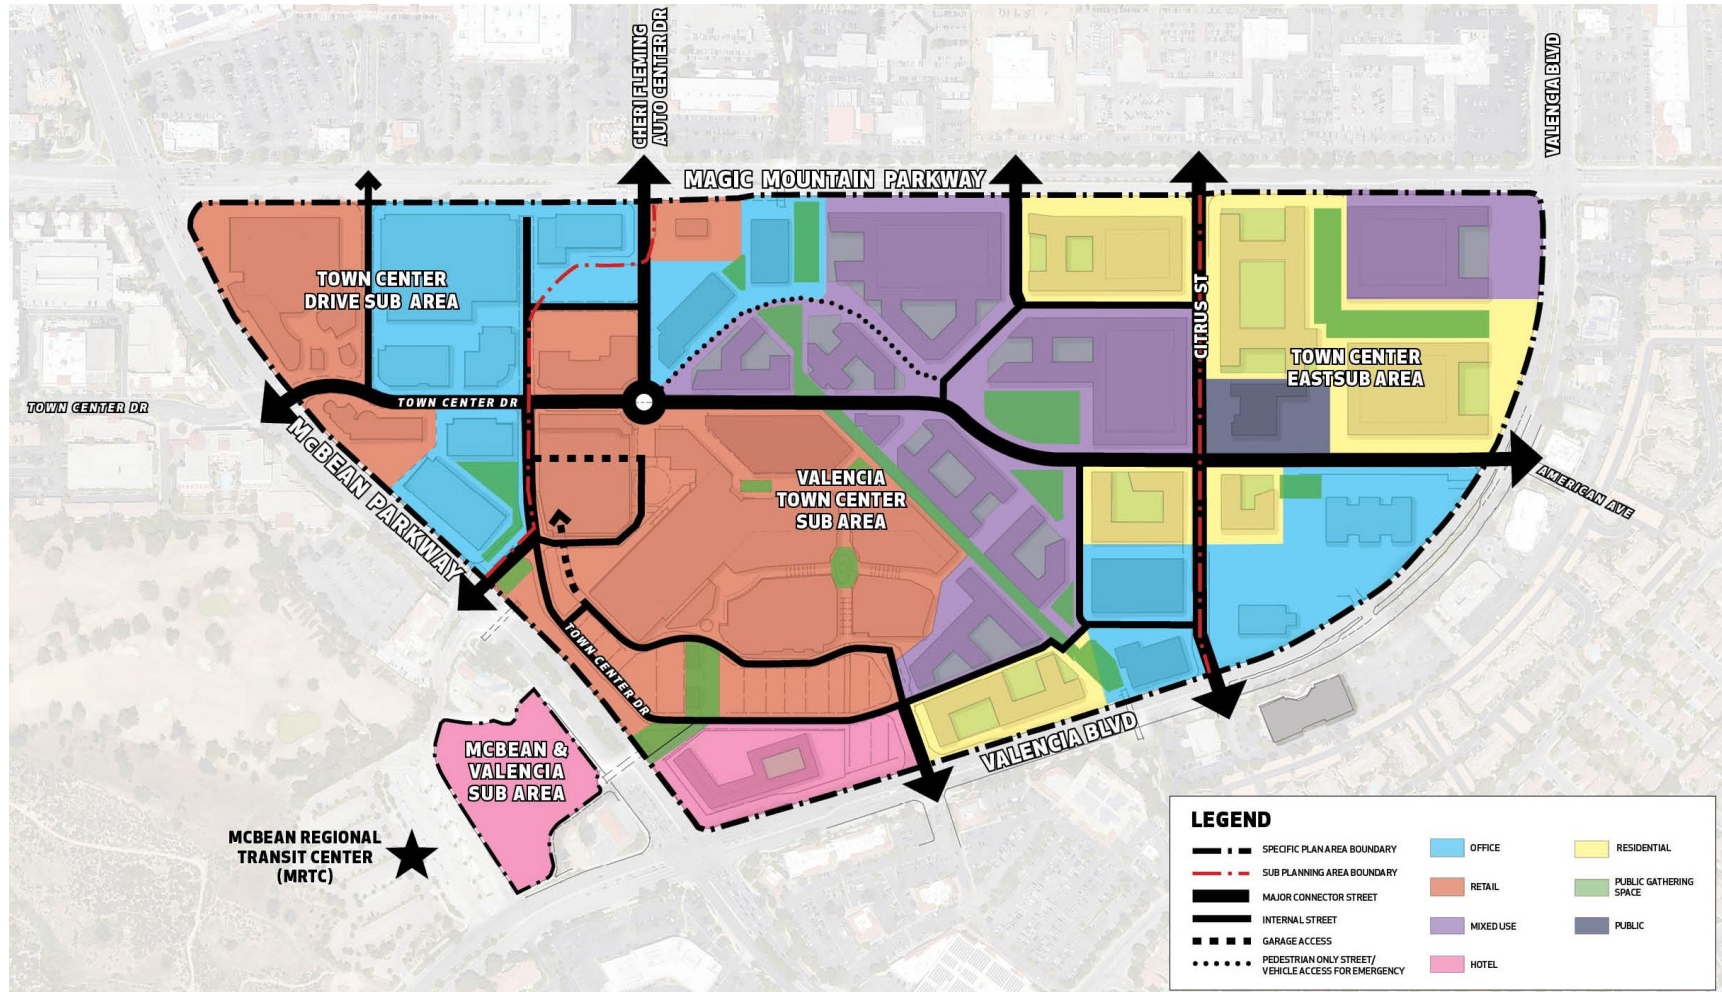 CHERI FLEMING
AUTO CENTER DR
VALENCIA BLVD
MAGIC MOUNTAIN PARKWAY
TOWN CENTER
DRIVE SUB AREA
CITRUS ST
TOWN CENTER
EASTSUB AREA
TOWN CENTER DR
TOWN CENTER DR
McBEAN PARKWAY
VALENCIA
TOWN CENTER
SUB AREA
AMERICAN AVE
TOWN CENTER DR
VALENCIA BLVD
MCBEAN &
VALENCIA
SUB AREA
MCBEAN REGIONAL
TRANSIT CENTER
(MRTC)
LEGEND
SPECIFIC PLAN AREA BOUNDARY
SUB PLANNING AREA BOUNDARY
MAJOR CONNECTOR STREET
INTERNAL STREET
GARAGE ACCESS
PEDESTRIAN ONLY STREET/
VEHICLE ACCESS FOR EMERGENCY
OFFICE
RETAIL
MIXED USE
HOTEL
RESIDENTIAL
PUBLIC GATHERING
SPACE
PUBLIC